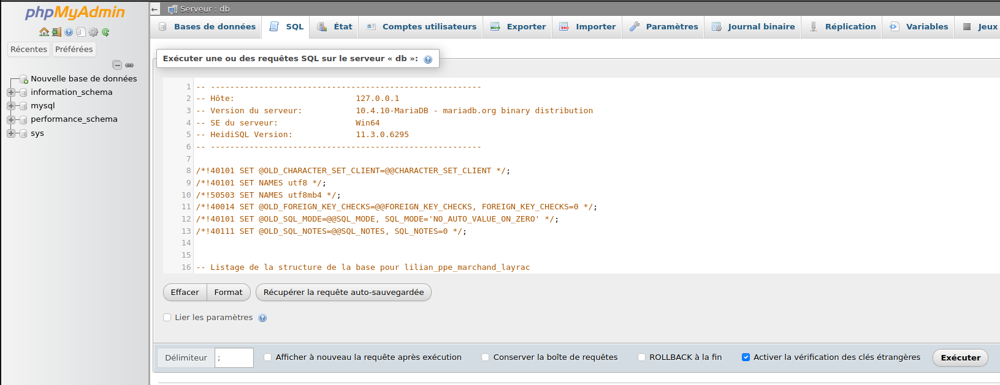 phpMyAdmin
Récentes Préférées
Nouvelle base de données
information_schema
mysql
performance_schema
sys
← Serveur : db
Bases de données SQL État Comptes utilisateurs Exporter Importer Paramètres Journal binaire Réplication Variables Jeux
Exécuter une ou des requêtes SQL sur le serveur « db »:
1 -- --------------------------------------------------------
2 -- Hôte: 127.0.0.1
3 -- Version du serveur: 10.4.10-MariaDB - mariadb.org binary distribution
4 -- SE du serveur: Win64
5 -- HeidiSQL Version: 11.3.0.6295
6 -- --------------------------------------------------------
7
8 /*!40101 SET @OLD_CHARACTER_SET_CLIENT=@@CHARACTER_SET_CLIENT */;
9 /*!40101 SET NAMES utf8 */;
10 /*!50503 SET NAMES utf8mb4 */;
11 /*!40014 SET @OLD_FOREIGN_KEY_CHECKS=@@FOREIGN_KEY_CHECKS, FOREIGN_KEY_CHECKS=0 */;
12 /*!40101 SET @OLD_SQL_MODE=@@SQL_MODE, SQL_MODE='NO_AUTO_VALUE_ON_ZERO' */;
13 /*!40111 SET @OLD_SQL_NOTES=@@SQL_NOTES, SQL_NOTES=0 */;
14
15
16 -- Listage de la structure de la base pour lilian_ppe_marchand_layrac
Effacer Format Récupérer la requête auto-sauvegardée
Lier les paramètres
Délimiteur ; Afficher à nouveau la requête après exécution Conserver la boîte de requêtes ROLLBACK à la fin Activer la vérification des clés étrangères Exécuter